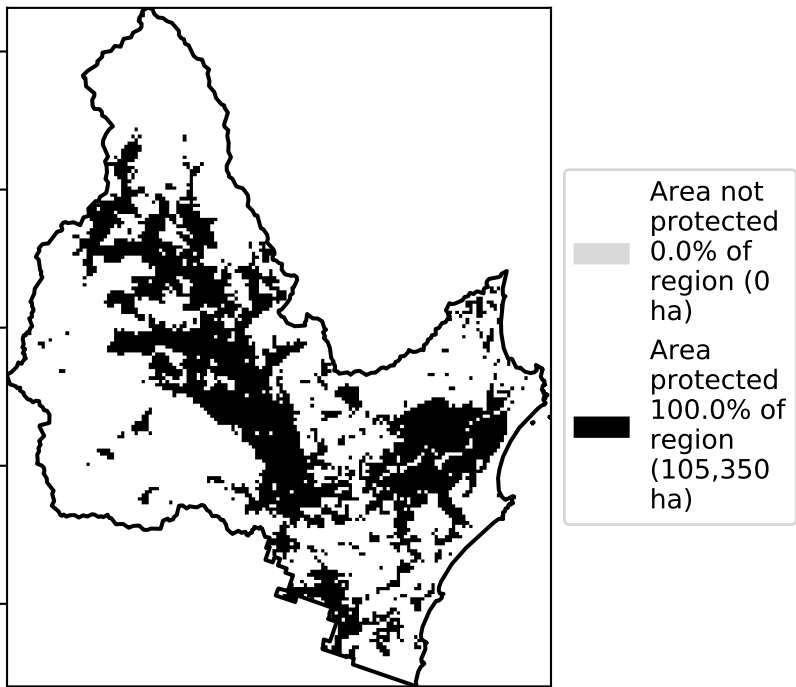 Area not
protected
0.0% of
region (0
ha)
Area
protected
100.0% of
region
(105,350
ha)